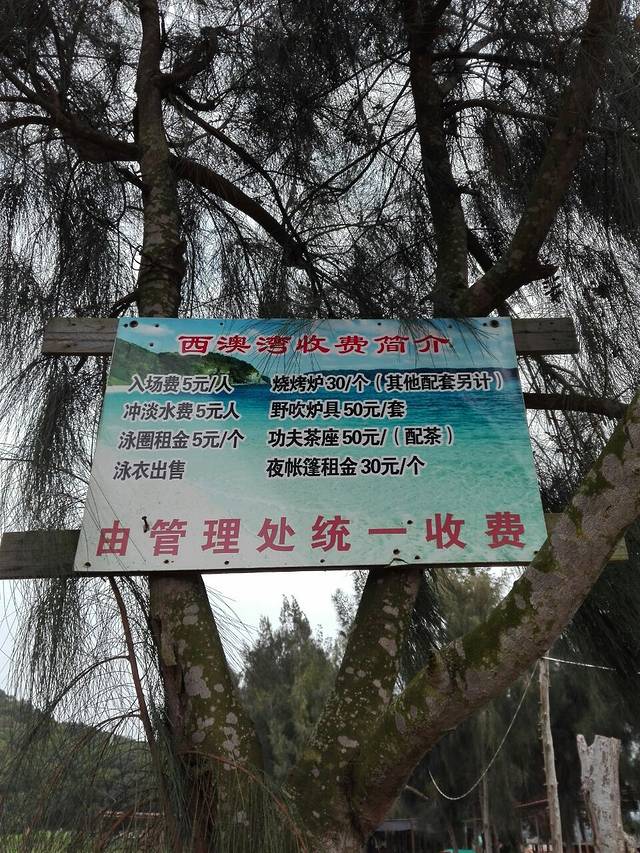 西澳湾收费简介
入场费5元/人 烧烤炉30/个（其他配套另计）
冲淡水费5元人 野吹炉具50元/套
泳圈租金5元/个 功夫茶座50元/（配茶）
泳衣出售 夜帐篷租金30元/个
由管理处统一收费